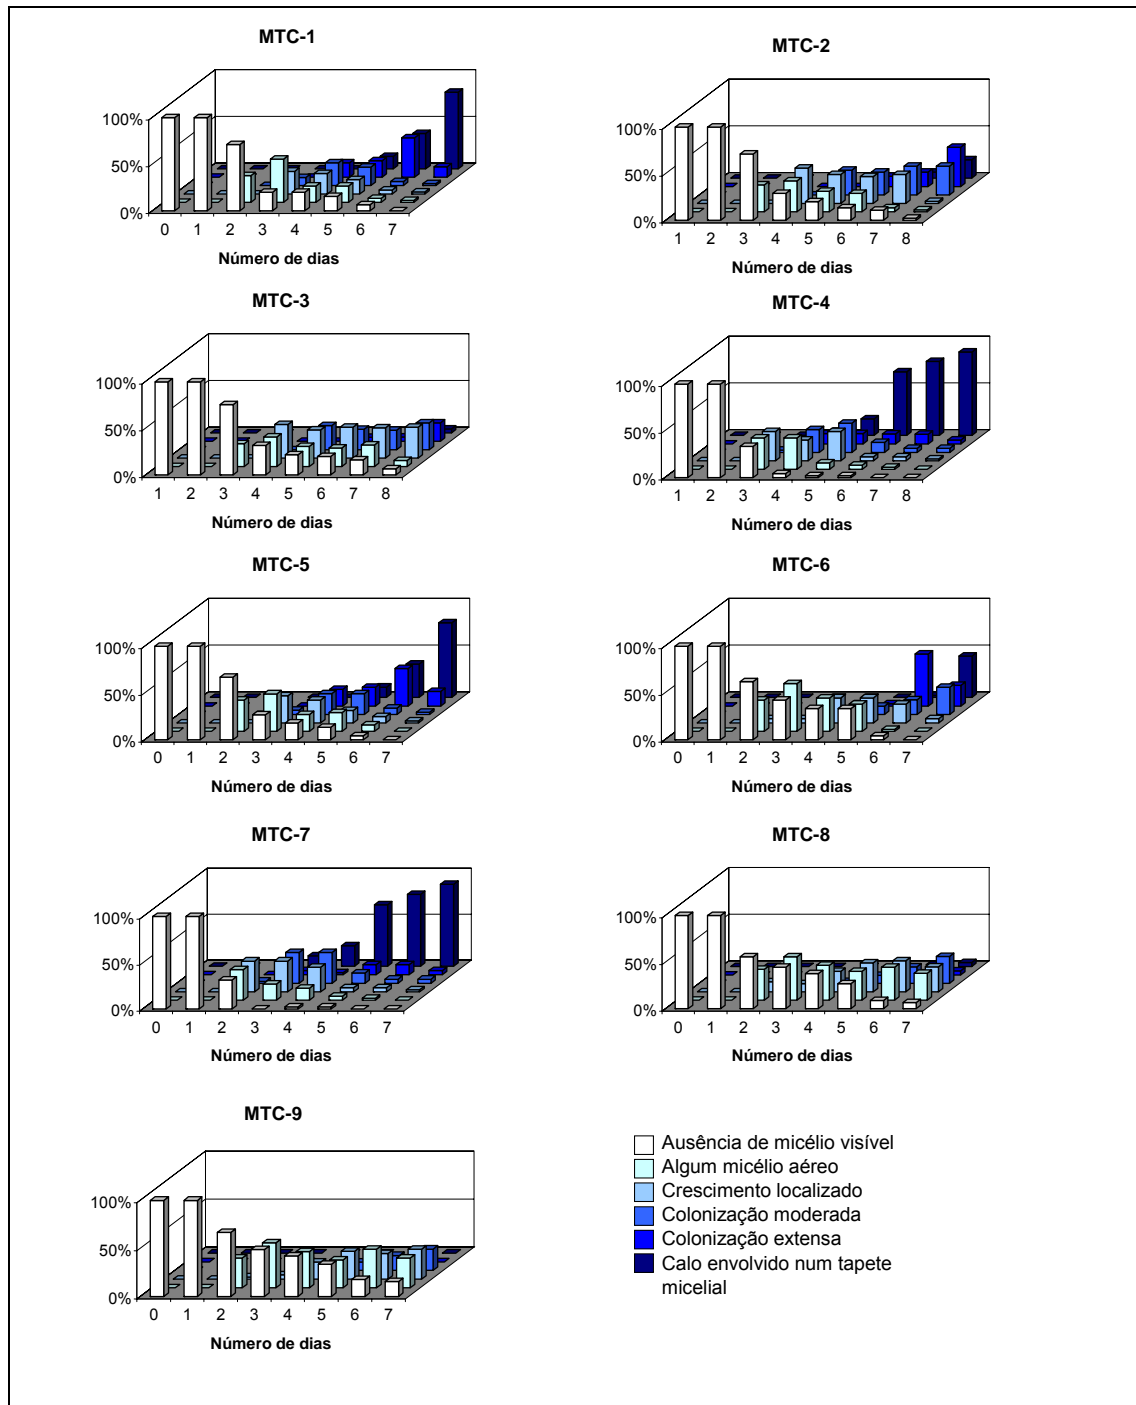 MTC-1
100%
50%
0%
0 1 2 3 4 5 6 7
Número de dias
MTC-2
100%
50%
0%
1 2 3 4 5 6 7 8
Número de dias
MTC-3
100%
50%
0%
1 2 3 4 5 6 7 8
Número de dias
MTC-4
100%
50%
0%
1 2 3 4 5 6 7 8
Número de dias
MTC-5
100%
50%
0%
0 1 2 3 4 5 6 7
Número de dias
MTC-6
100%
50%
0%
0 1 2 3 4 5 6 7
Número de dias
MTC-7
100%
50%
0%
0 1 2 3 4 5 6 7
Número de dias
MTC-8
100%
50%
0%
0 1 2 3 4 5 6 7
Número de dias
MTC-9
100%
50%
0%
0 1 2 3 4 5 6 7
Número de dias
Ausência de micélio visível
Algum micélio aéreo
Crescimento localizado
Colonização moderada
Colonização extensa
Calo envolvido num tapete
micelial